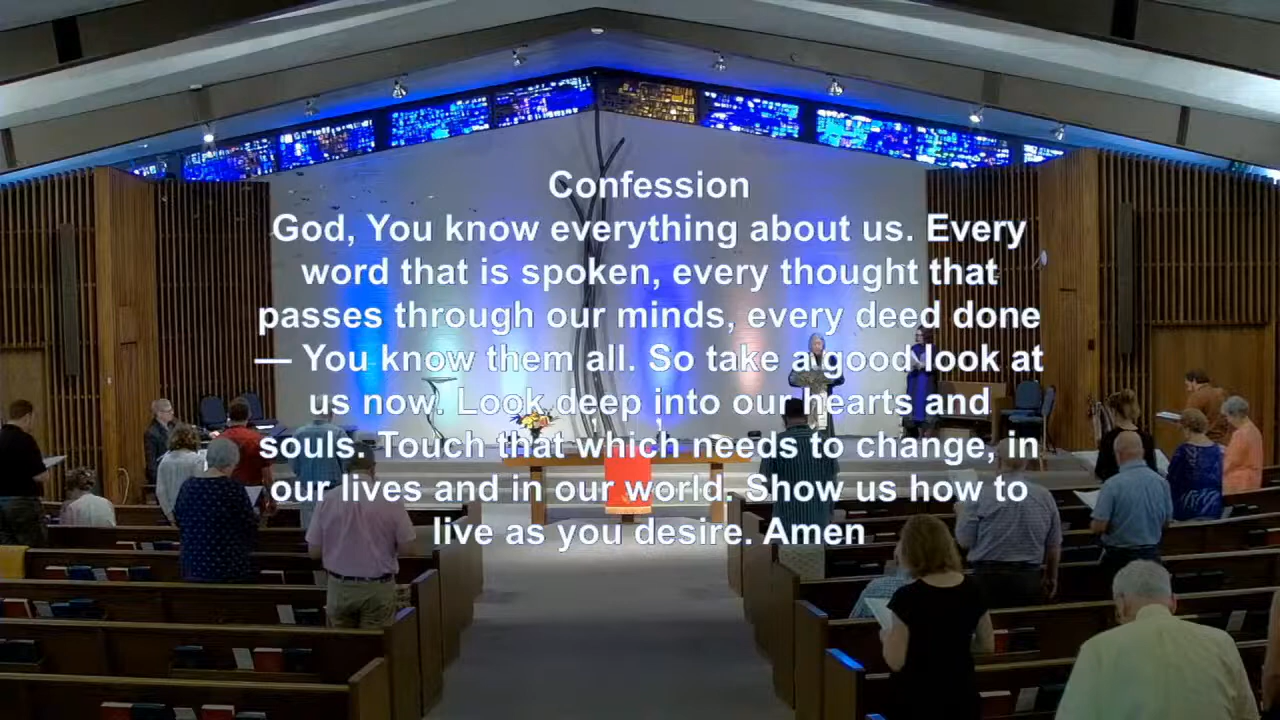 Confession
God, You know everything about us. Every
word that is spoken, every thought that
passes through our minds, every deed done
— You know them all. So take a good look at
us now. Look deep into our hearts and
souls. Touch that which needs to change, in
our lives and in our world. Show us how to
live as you desire. Amen